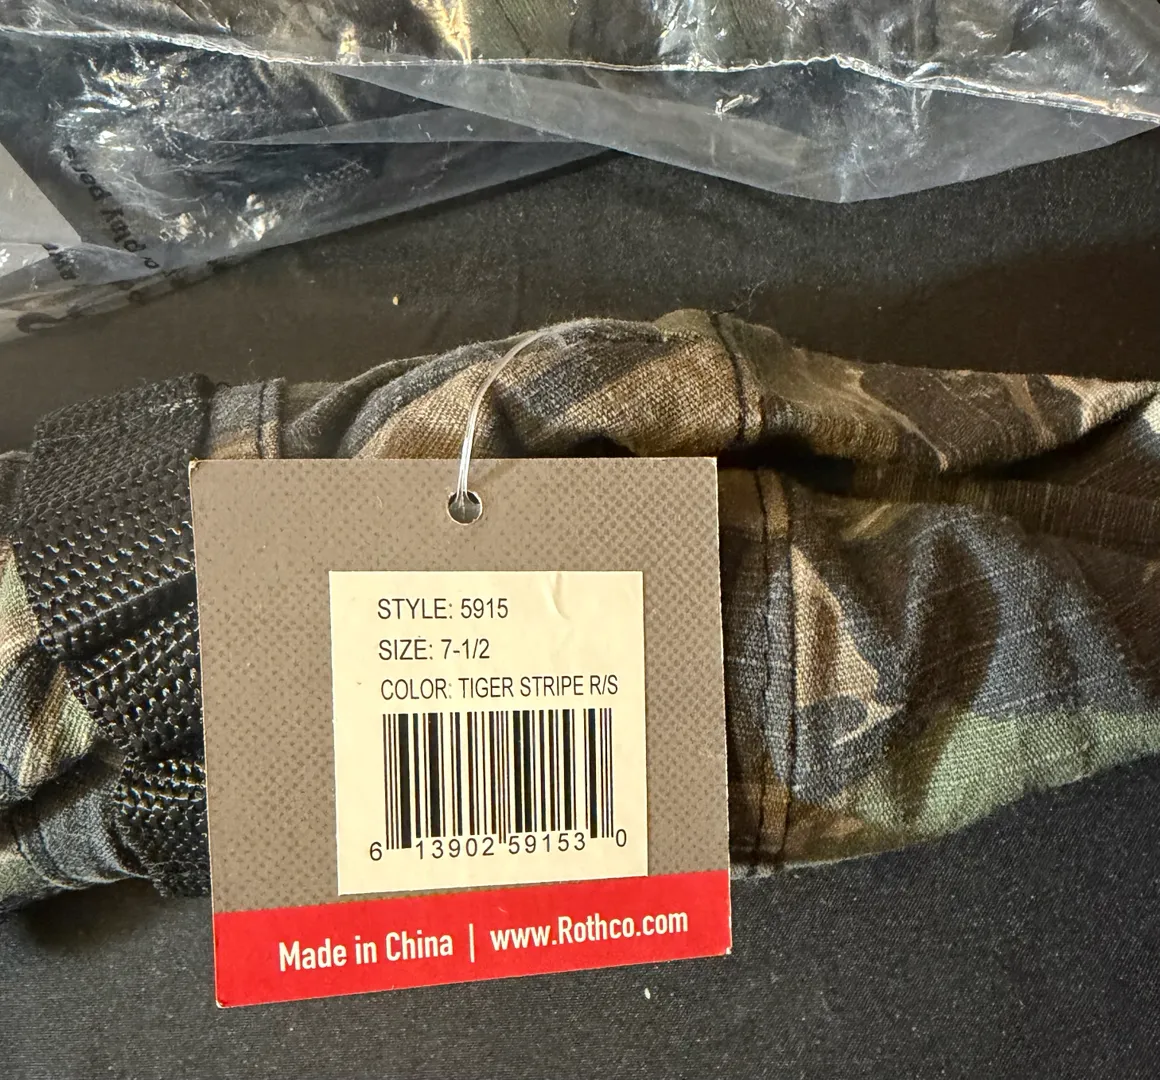 STYLE: 5915
SIZE: 7-1/2
COLOR: TIGER STRIPE R/S
6 13902 59153 0
Made in China | www.Rothco.com